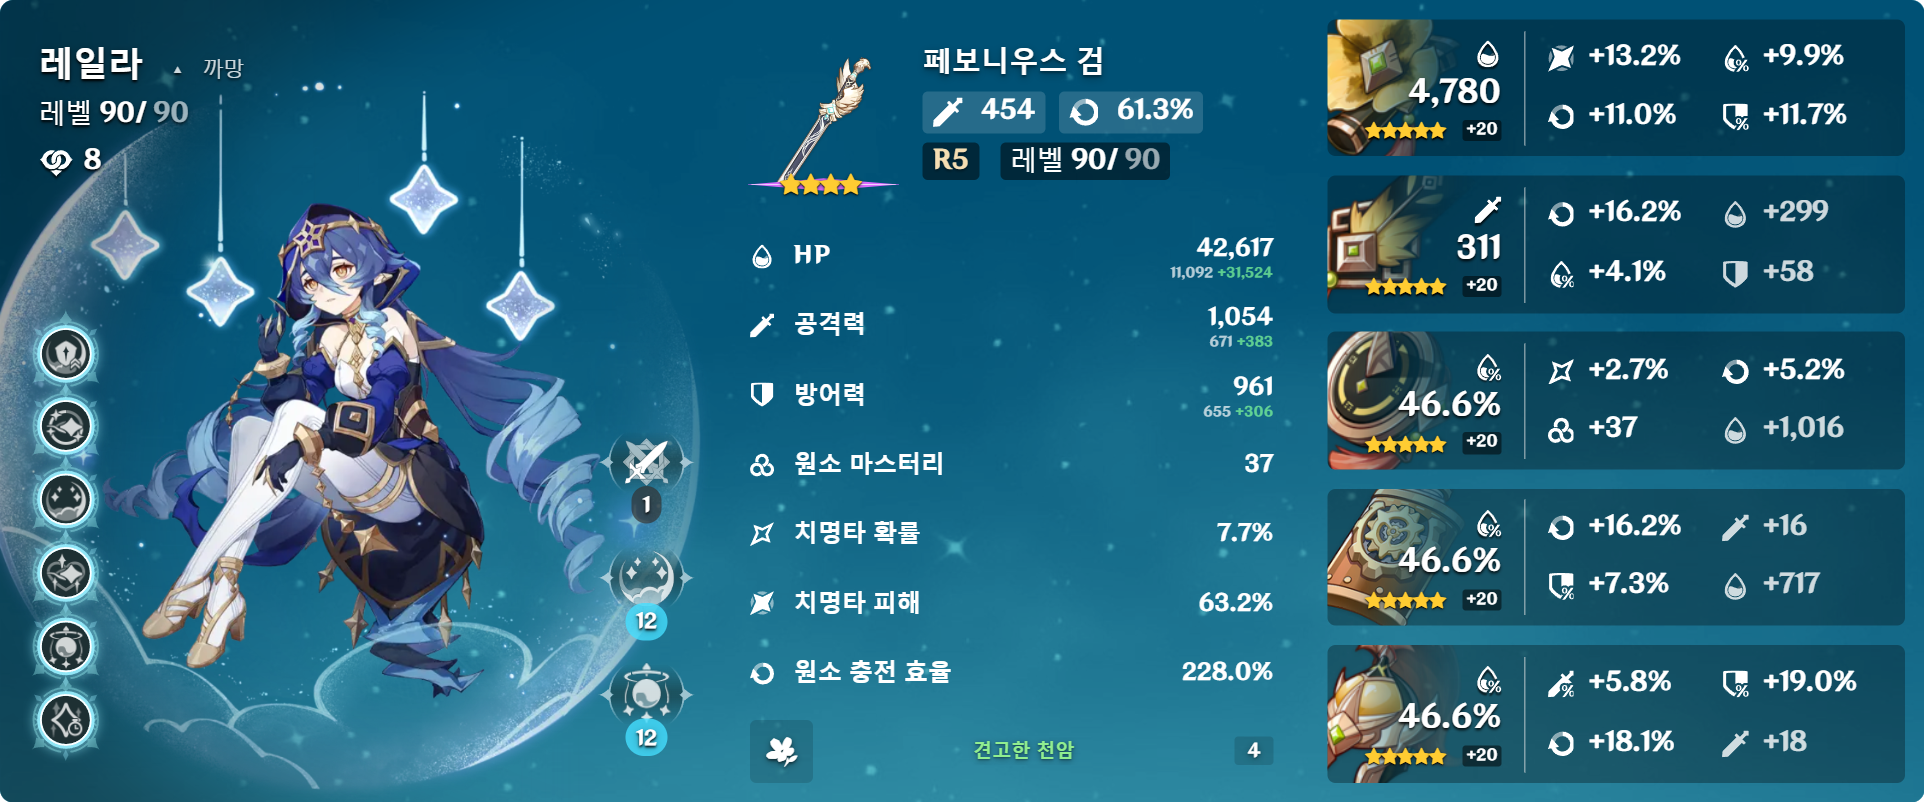 레일라 ▲ 까망
레벨 90/ 90
8
1
12
12
페보니우스 검
454 61.3%
R5 레벨 90/ 90
HP 42,617
11,092 +31,524
공격력 1,054
671 +383
방어력 961
655 +306
원소 마스터리 37
치명타 확률 7.7%
치명타 피해 63.2%
원소 충전 효율 228.0%
견고한 천암 4
4,780
+20
+13.2% +9.9%
+11.0% +11.7%
311
+20
+16.2% +299
+4.1% +58
46.6%
+20
+2.7% +5.2%
+37 +1,016
46.6%
+20
+16.2% +16
+7.3% +717
46.6%
+20
+5.8% +19.0%
+18.1% +18